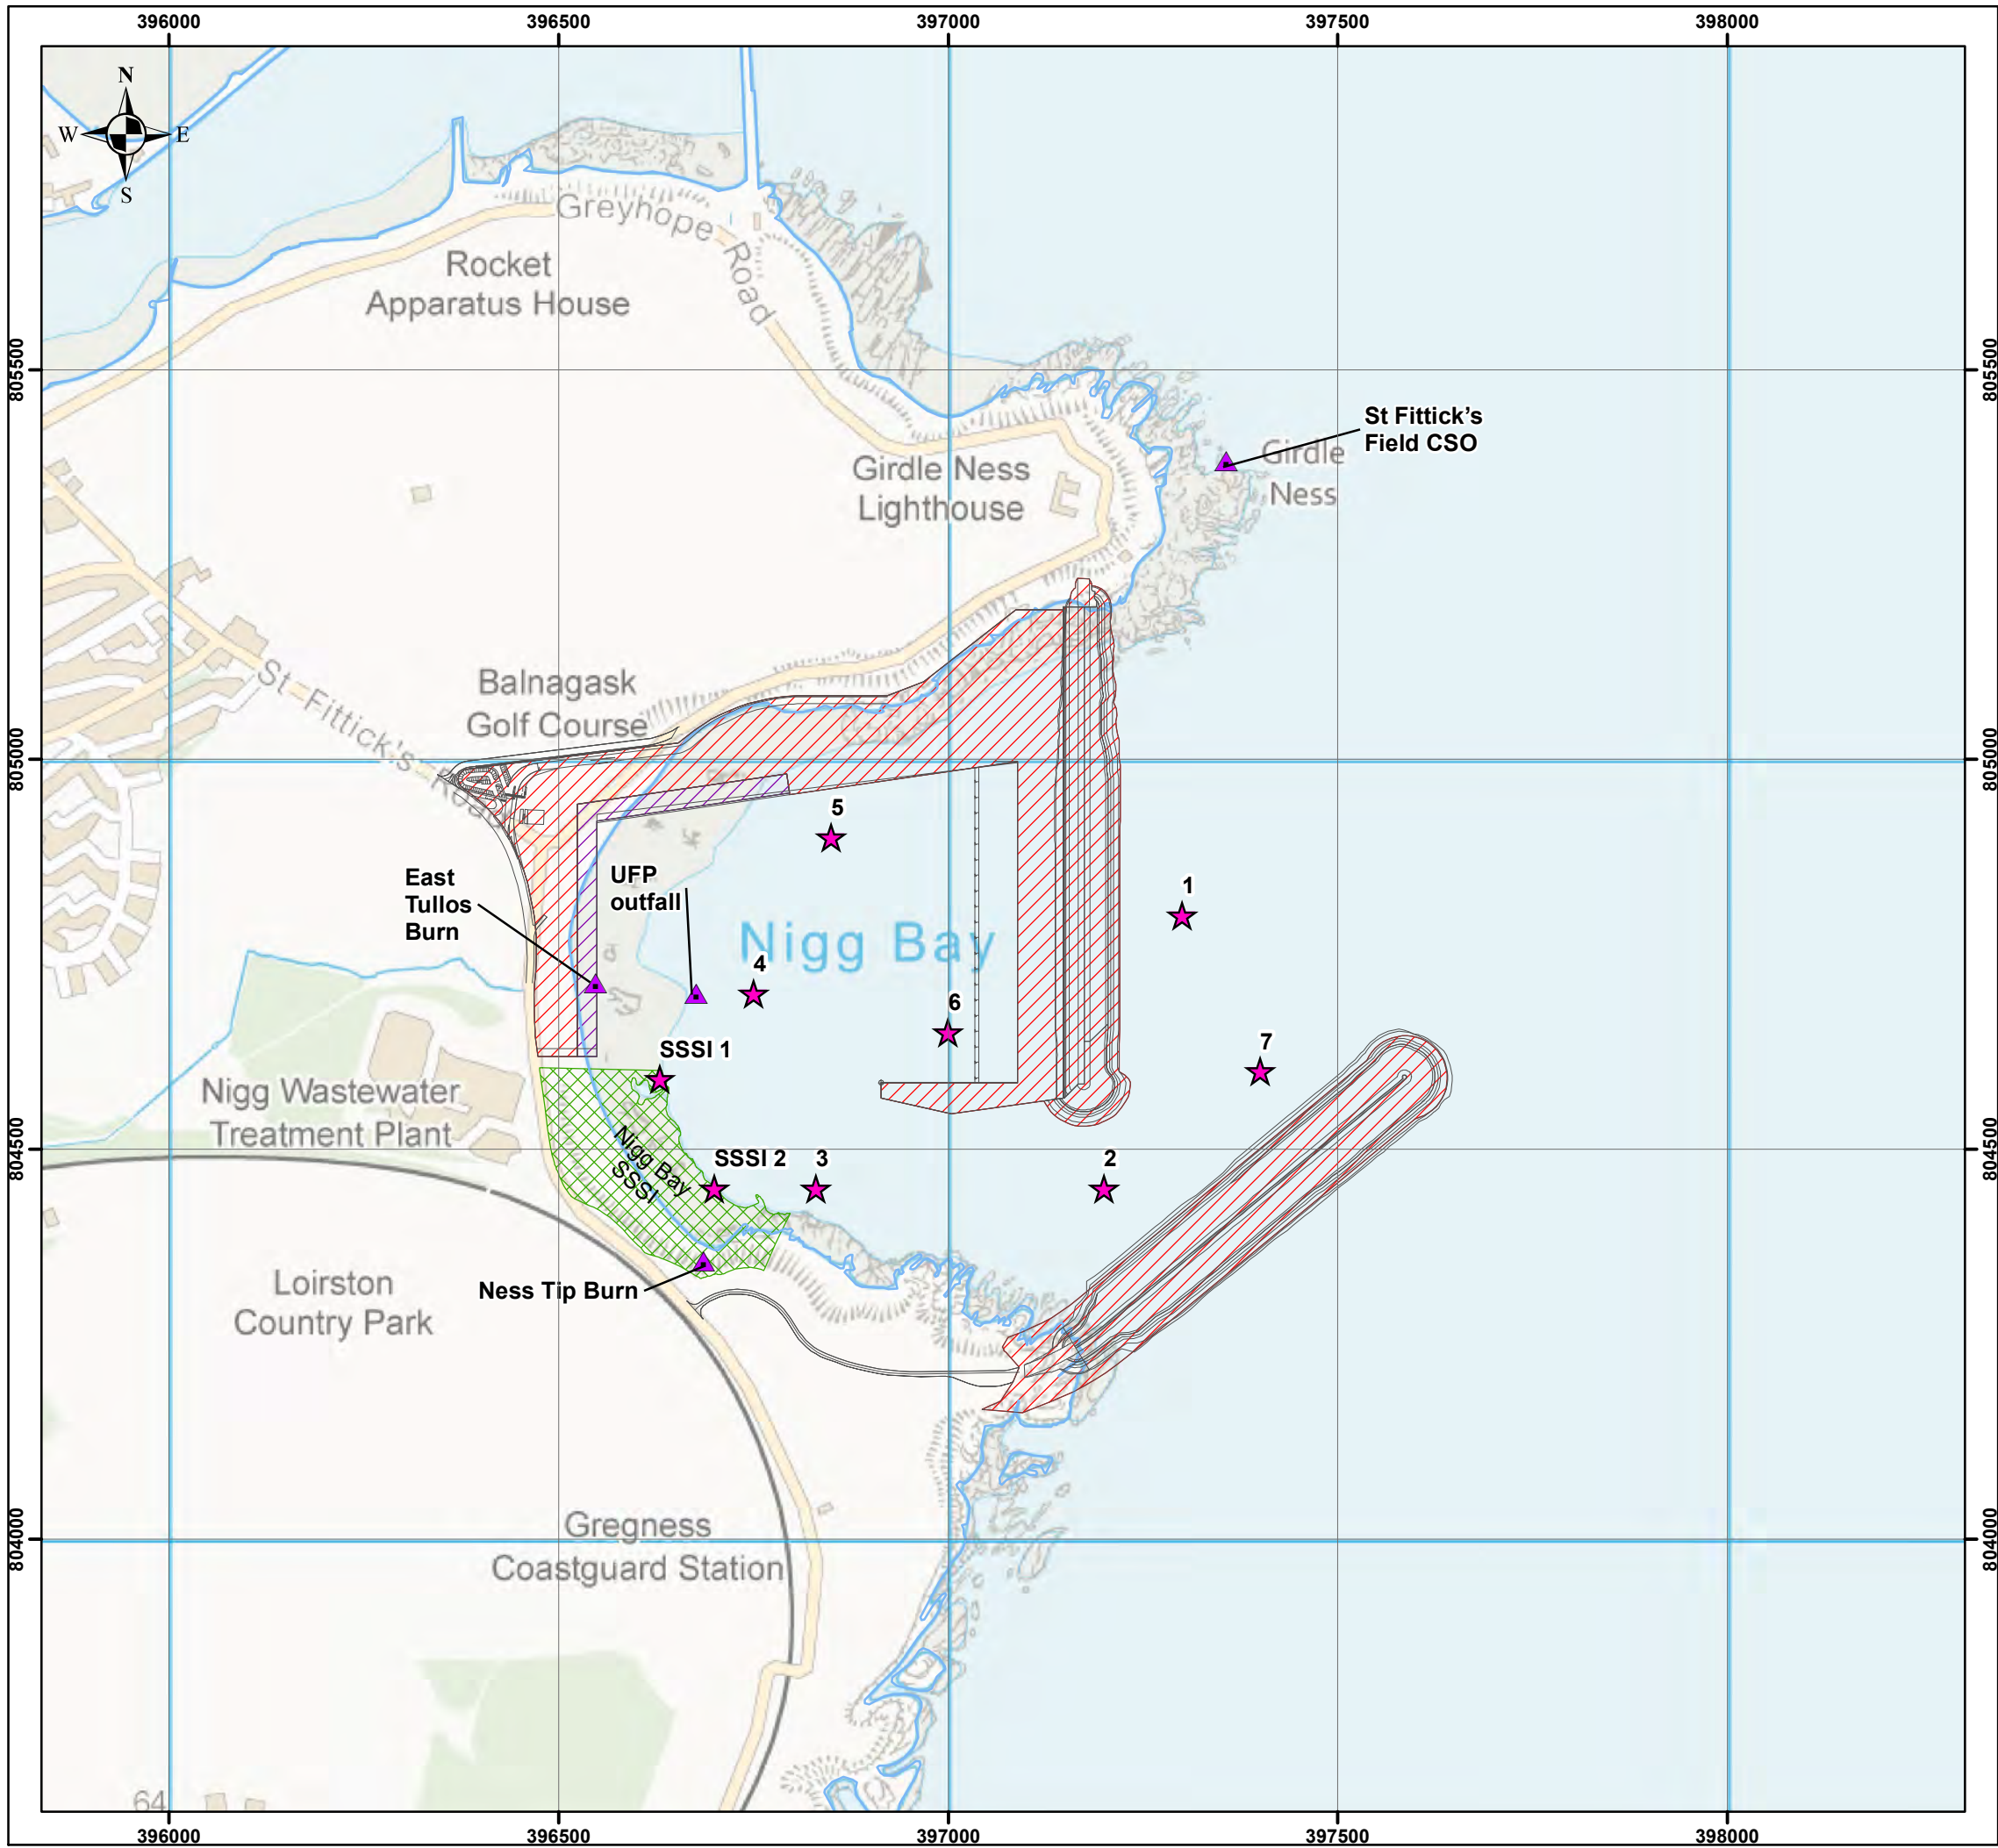 396000
396500
397000
397500
398000
N
W
E
S
Greyhope Road
Rocket
Apparatus House
805500
805500
St Fittick's
Field CSO
Girdle
Ness
Girdle Ness
Lighthouse
St Fittick's Road
Balnagask
Golf Course
805000
805000
5
East
Tullos
Burn
UFP
outfall
1
Nigg Bay
4
6
7
SSSI 1
Nigg Wastewater
Treatment Plant
804500
804500
Nigg Bay
SSSI
SSSI 2
3
2
Ness Tip Burn
Loirston
Country Park
Gregness
Coastguard Station
804000
804000
64
396000
396500
397000
397500
398000